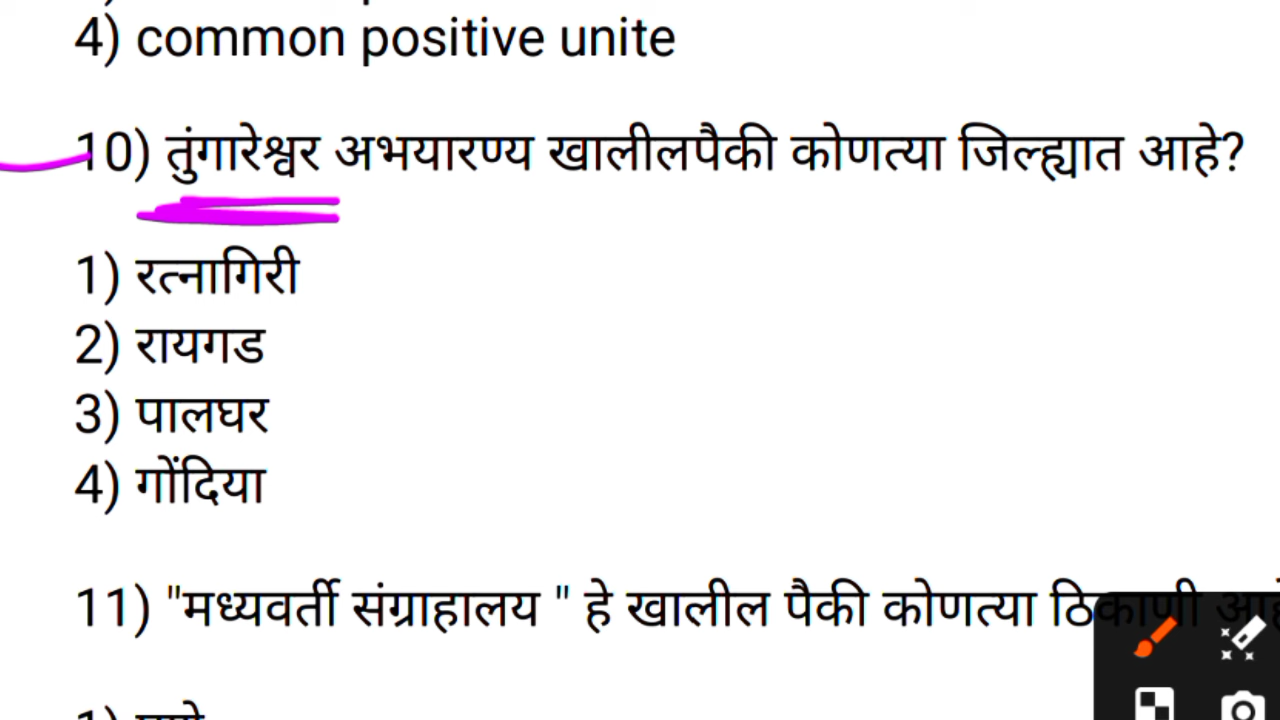 4) common positive unite
10) तुंगारेश्वर अभयारण्य खालीलपैकी कोणत्या जिल्ह्यात आहे?
1) रत्नागिरी
2) रायगड
3) पालघर
4) गोंदिया
11) "मध्यवर्ती संग्राहालय " हे खालील पैकी कोणत्या ठिकाणी